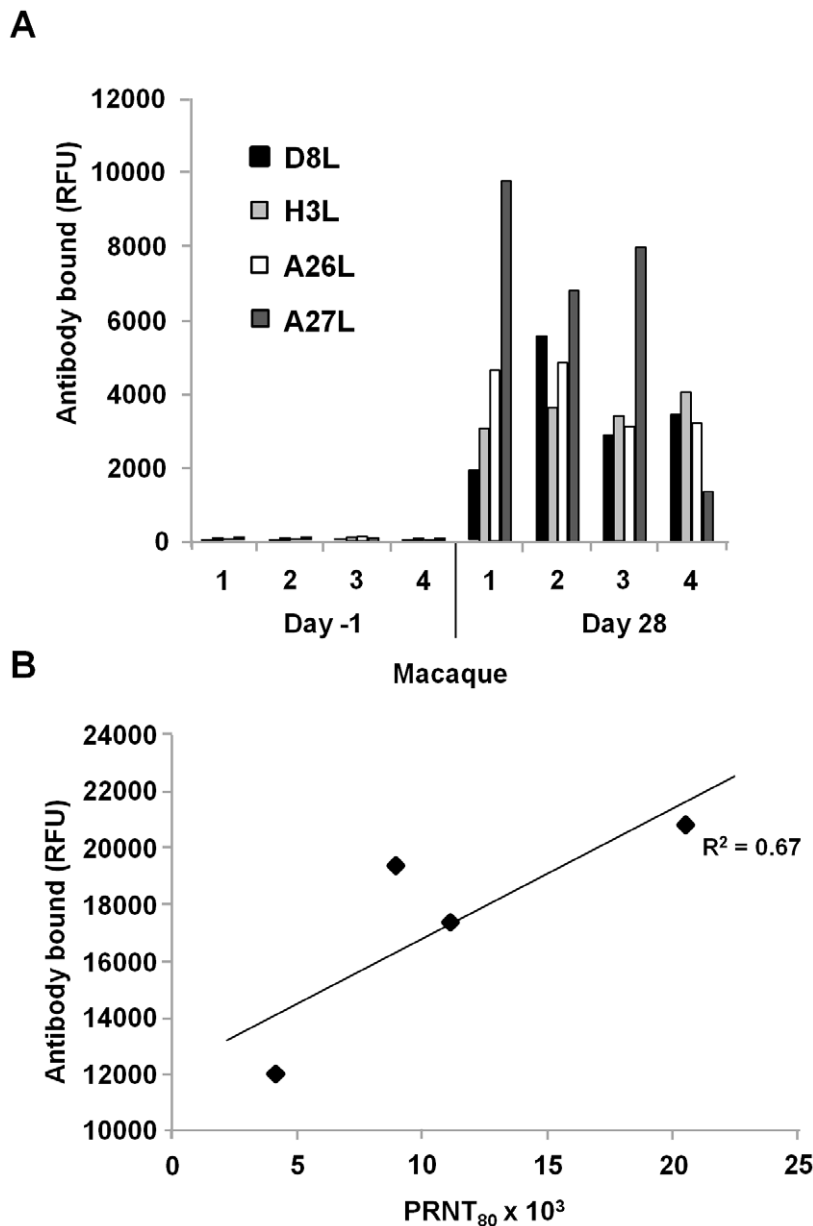 A
12000
10000
8000
6000
4000
2000
0
Antibody bound (RFU)
D8L
H3L
A26L
A27L
1 2 3 4 1 2 3 4
Day -1 Day 28
Macaque
B
24000
22000
20000
18000
16000
14000
12000
10000
Antibody bound (RFU)
R² = 0.67
0 5 10 15 20 25
PRNT₈₀ x 10³